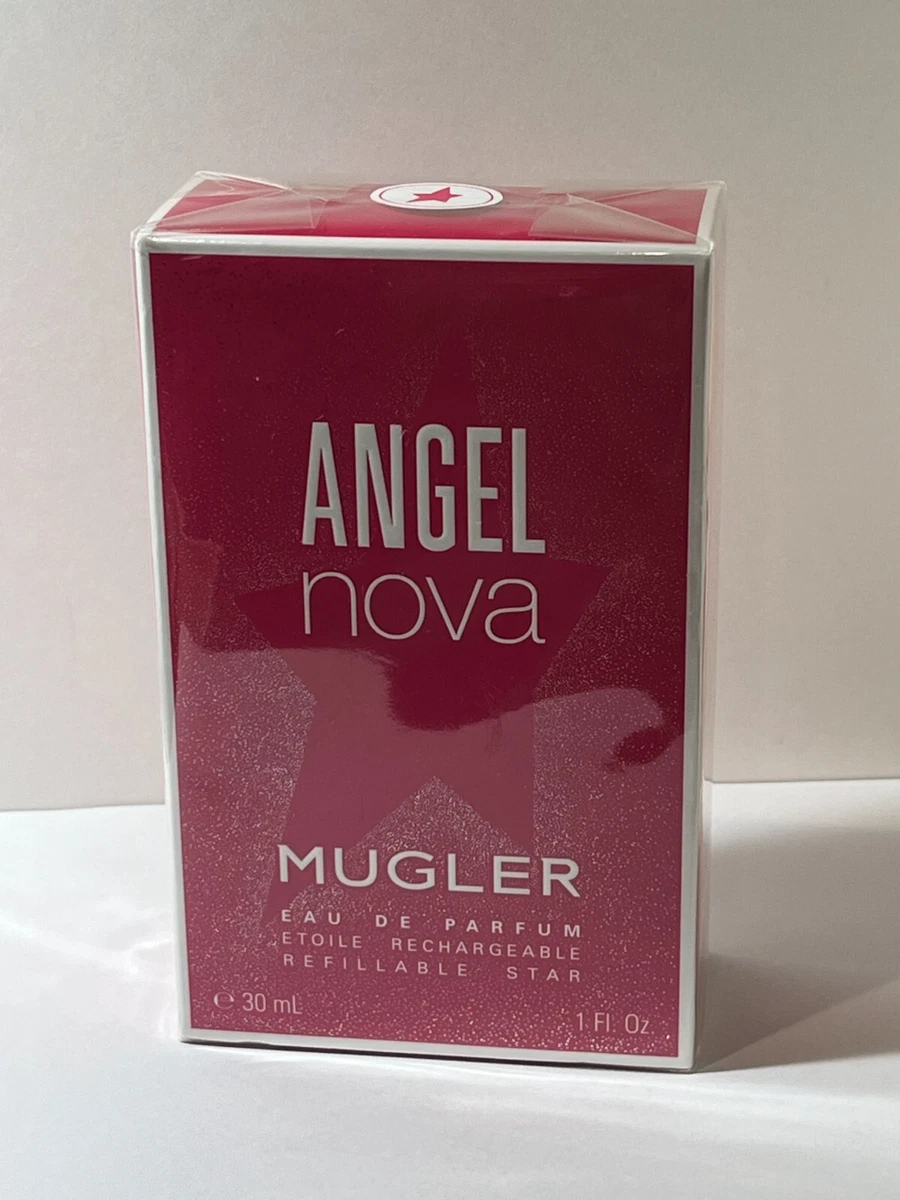 ANGEL
nova
MUGLER
EAU DE PARFUM
ETOILE RECHARGEABLE
REFILLABLE STAR
℮ 30 mL
1 Fl. Oz.